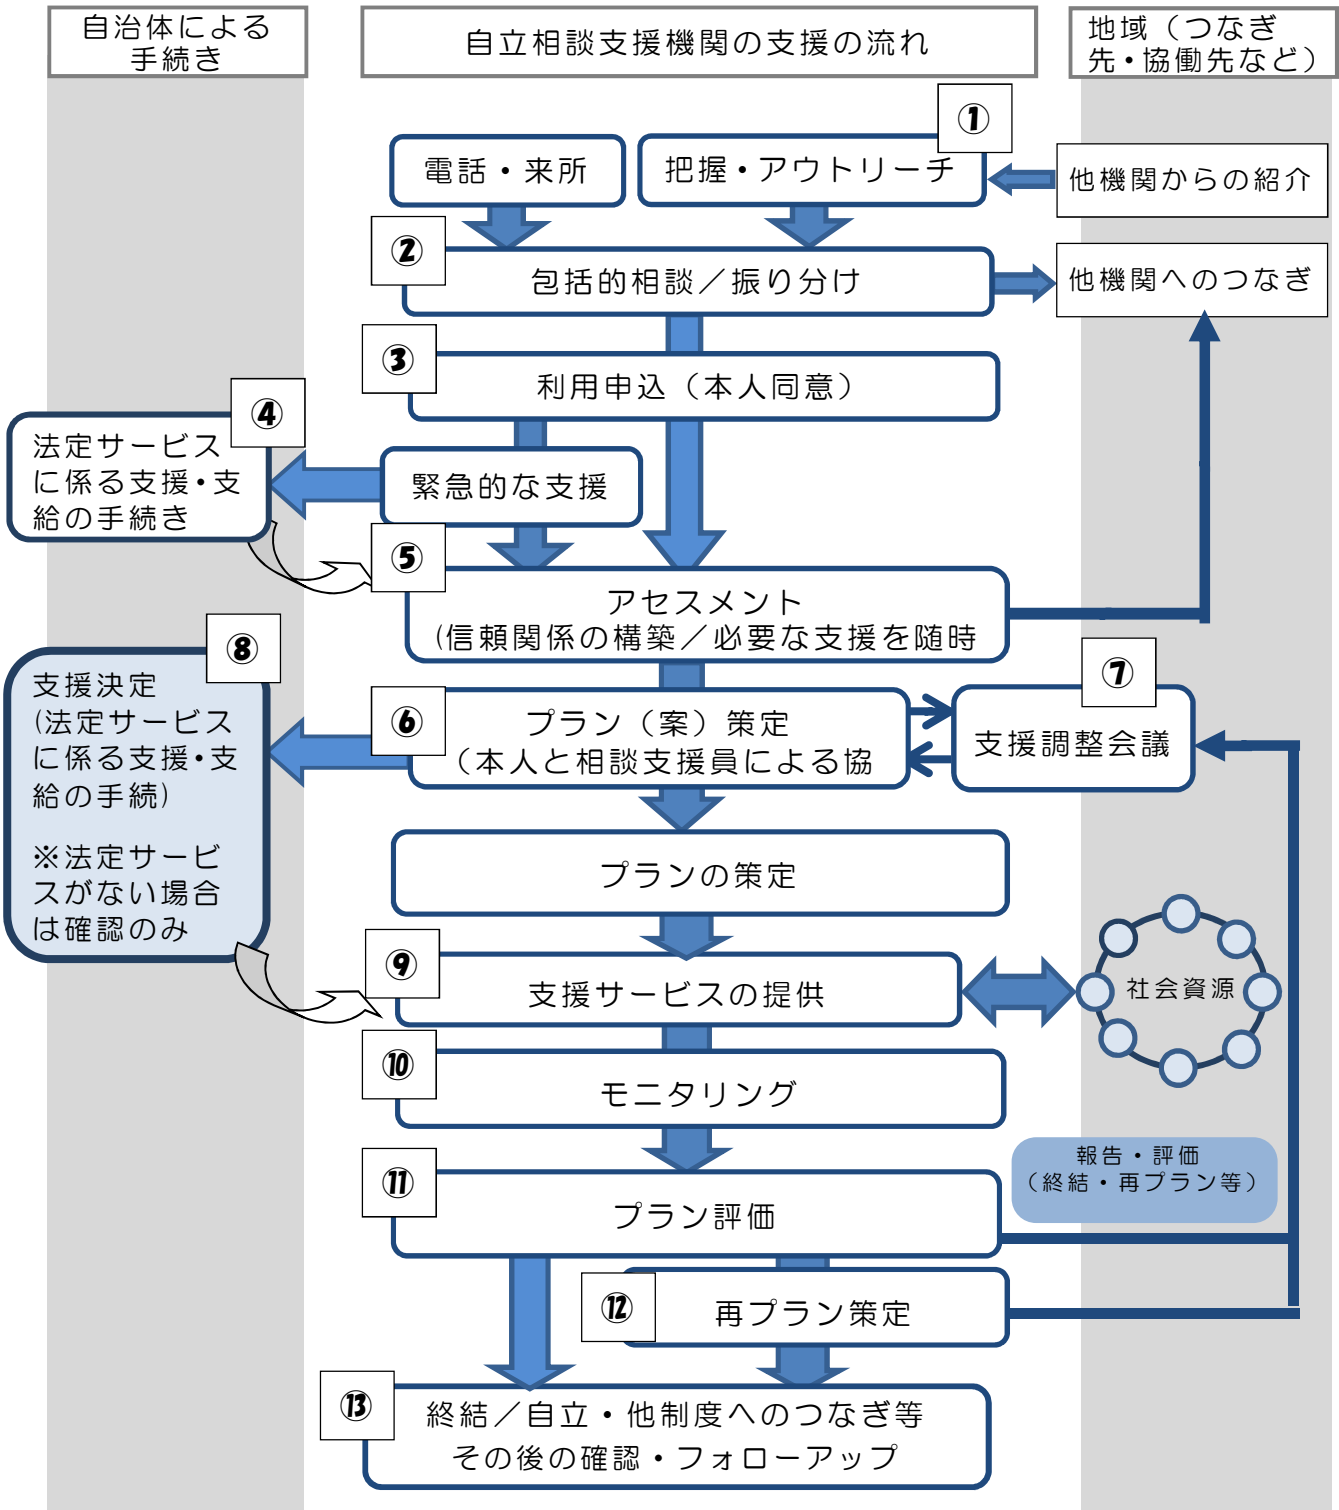 自治体による
手続き
自立相談支援機関の支援の流れ
地域（つなぎ
先・協働先など）
①
電話・来所
把握・アウトリーチ
他機関からの紹介
②
包括的相談／振り分け
他機関へのつなぎ
③
利用申込（本人同意）
④
法定サービス
に係る支援・支
給の手続き
緊急的な支援
⑤
アセスメント
(信頼関係の構築／必要な支援を随時
⑧
支援決定
(法定サービス
に係る支援・支
給の手続)
※法定サービ
スがない場合
は確認のみ
⑥
プラン（案）策定
（本人と相談支援員による協
⑦
支援調整会議
プランの策定
⑨
支援サービスの提供
社会資源
⑩
モニタリング
報告・評価
（終結・再プラン等）
⑪
プラン評価
⑫
再プラン策定
⑬
終結／自立・他制度へのつなぎ等
その後の確認・フォローアップ